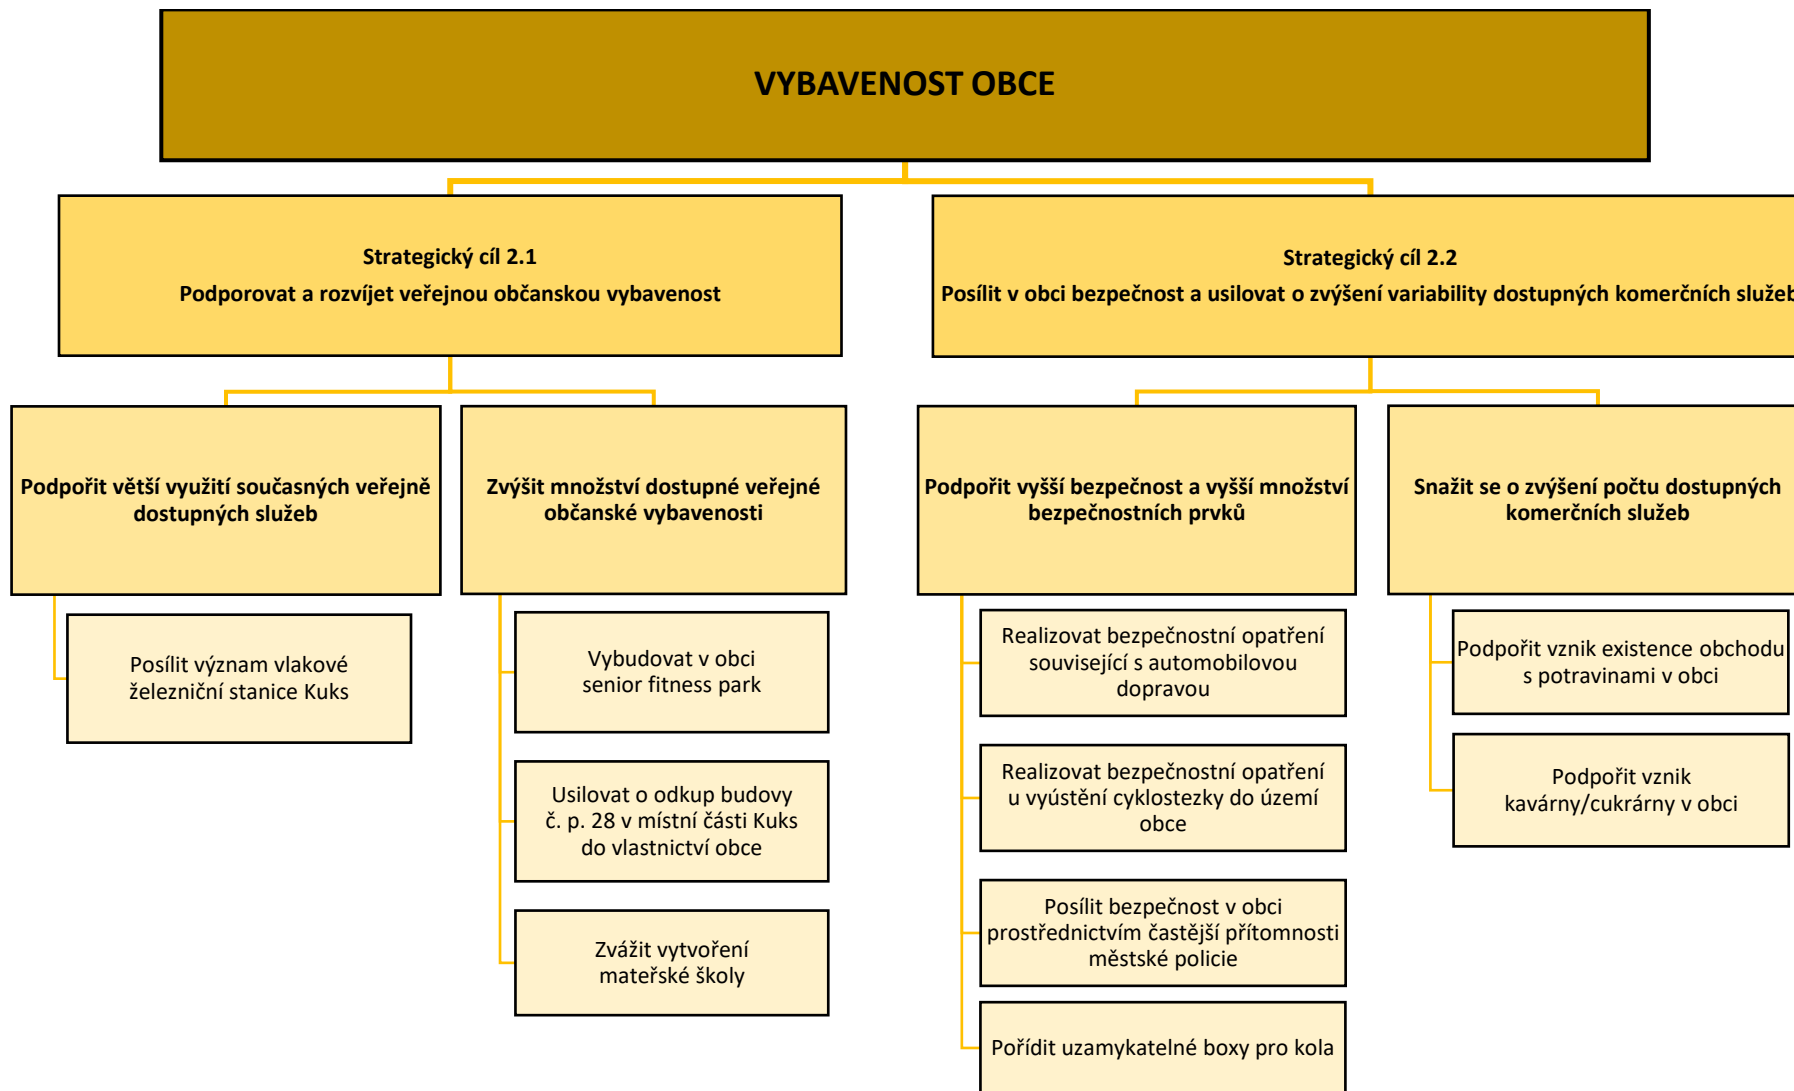 VYBAVENOST OBCE
Strategický cíl 2.1
Podporovat a rozvíjet veřejnou občanskou vybavenost
Strategický cíl 2.2
Posílit v obci bezpečnost a usilovat o zvýšení variability dostupných komerčních služeb
Podpořit větší využití současných veřejně
dostupných služeb
Zvýšit množství dostupné veřejné
občanské vybavenosti
Podpořit vyšší bezpečnost a vyšší množství
bezpečnostních prvků
Snažit se o zvýšení počtu dostupných
komerčních služeb
Posílit význam vlakové
železniční stanice Kuks
Vybudovat v obci
senior fitness park
Usilovat o odkup budovy
č. p. 28 v místní části Kuks
do vlastnictví obce
Zvážit vytvoření
mateřské školy
Realizovat bezpečnostní opatření
související s automobilovou
dopravou
Realizovat bezpečnostní opatření
u vyústění cyklostezky do území
obce
Posílit bezpečnost v obci
prostřednictvím častější přítomnosti
městské policie
Pořídit uzamykatelné boxy pro kola
Podpořit vznik existence obchodu
s potravinami v obci
Podpořit vznik
kavárny/cukrárny v obci